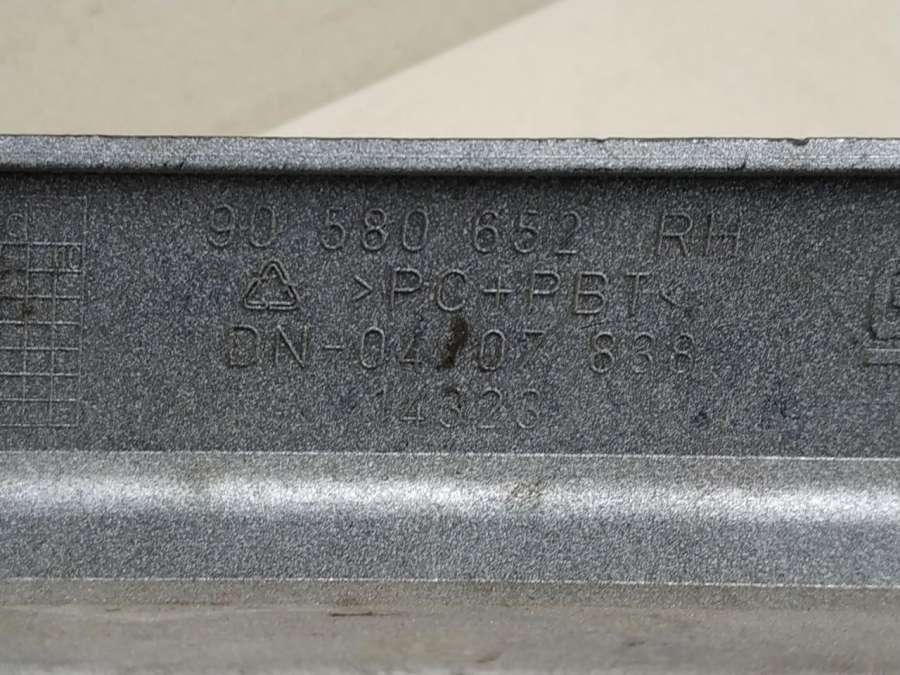 90 580 652 RH
>PC+PBT<
DN-04/07 838
14323